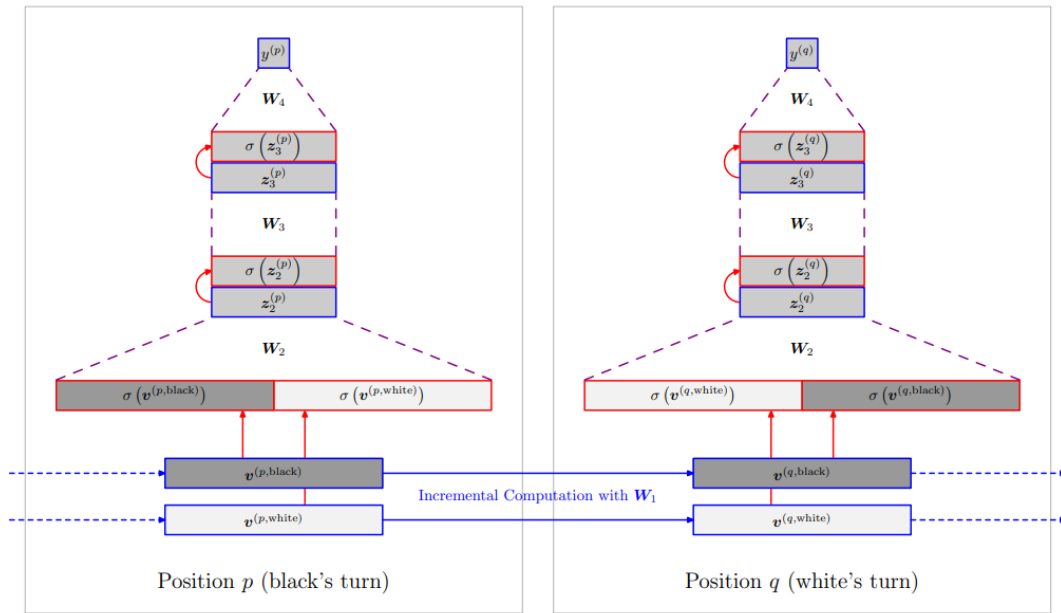 y^(p)
W_4
σ (z_3^(p))
z_3^(p)
W_3
σ (z_2^(p))
z_2^(p)
W_2
σ (v^(p,black)) σ (v^(p,white))
v^(p,black)
v^(p,white)
Position p (black's turn)
Incremental Computation with W_1
y^(q)
W_4
σ (z_3^(q))
z_3^(q)
W_3
σ (z_2^(q))
z_2^(q)
W_2
σ (v^(q,white)) σ (v^(q,black))
v^(q,black)
v^(q,white)
Position q (white's turn)